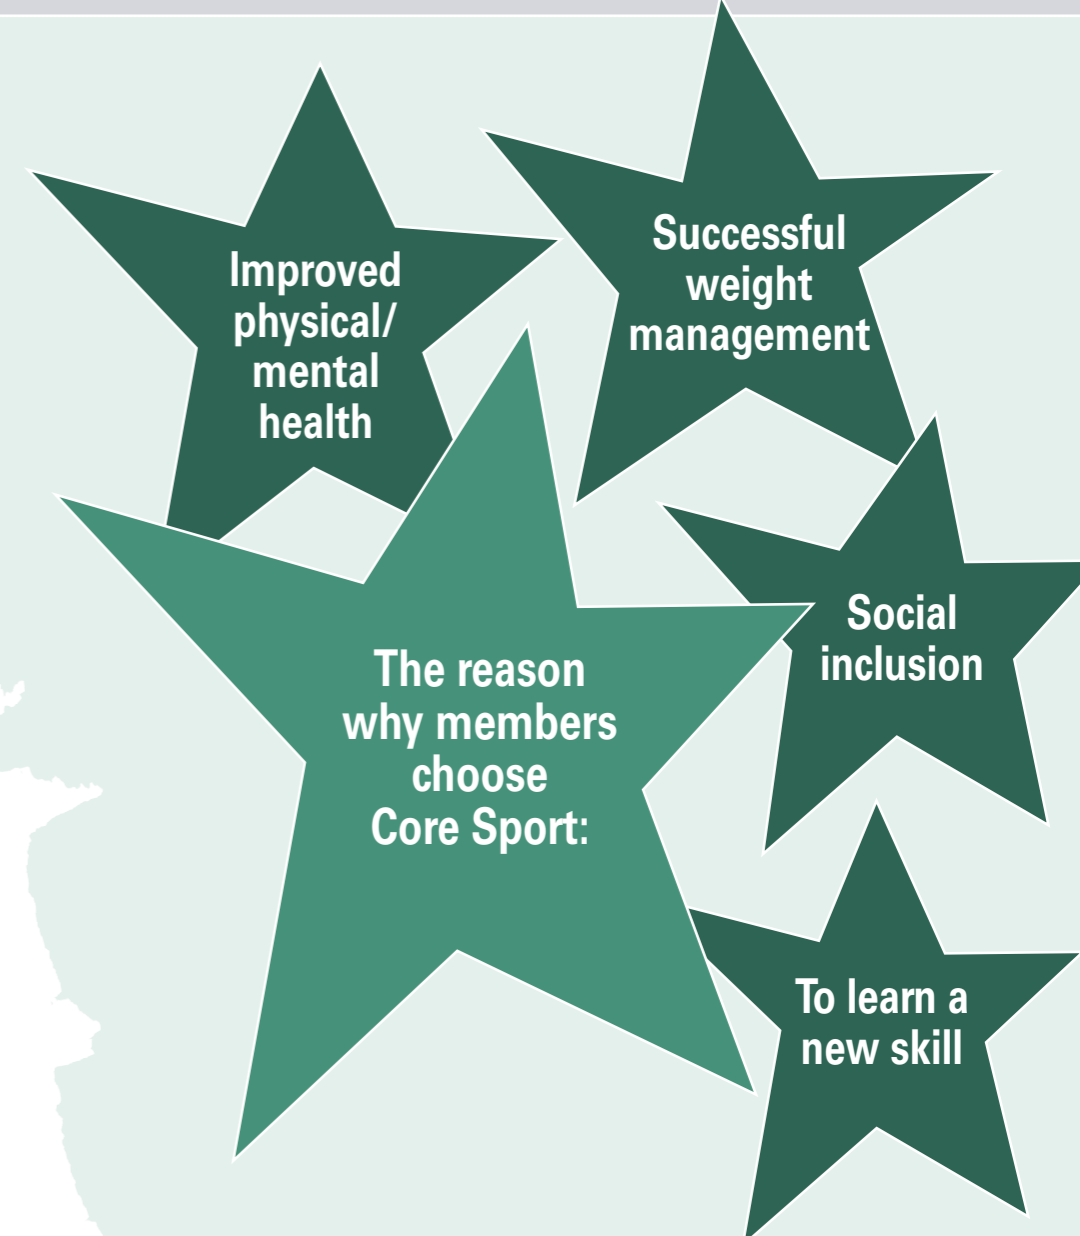 Improved
physical/
mental
health
Successful
weight
management
Social
inclusion
The reason
why members
choose
Core Sport:
To learn a
new skill